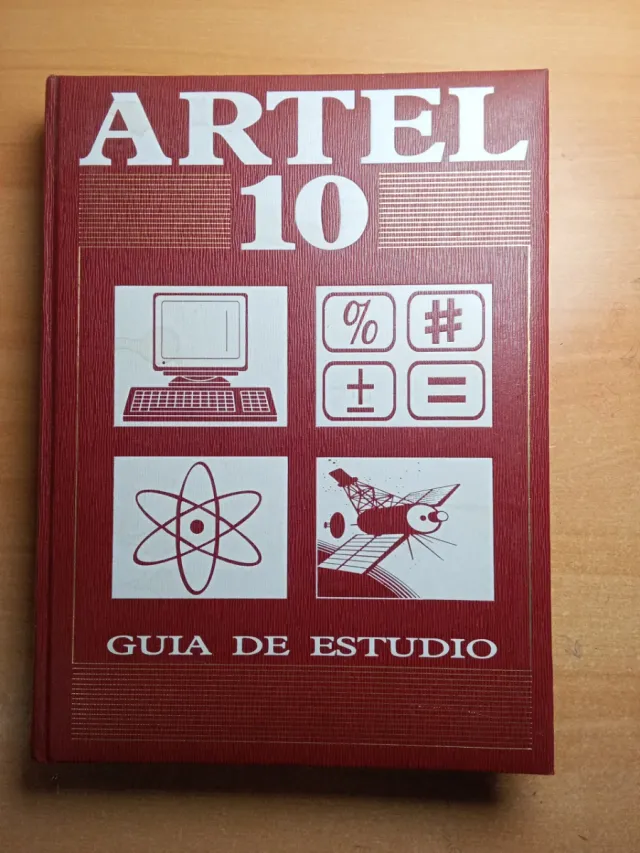 ARTEL
10
% #
± =
GUIA DE ESTUDIO